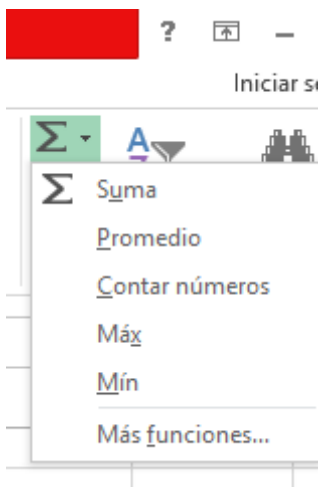 ?
Iniciar se
Σ
A
Σ Suma
Promedio
Contar números
Máx
Mín
Más funciones...